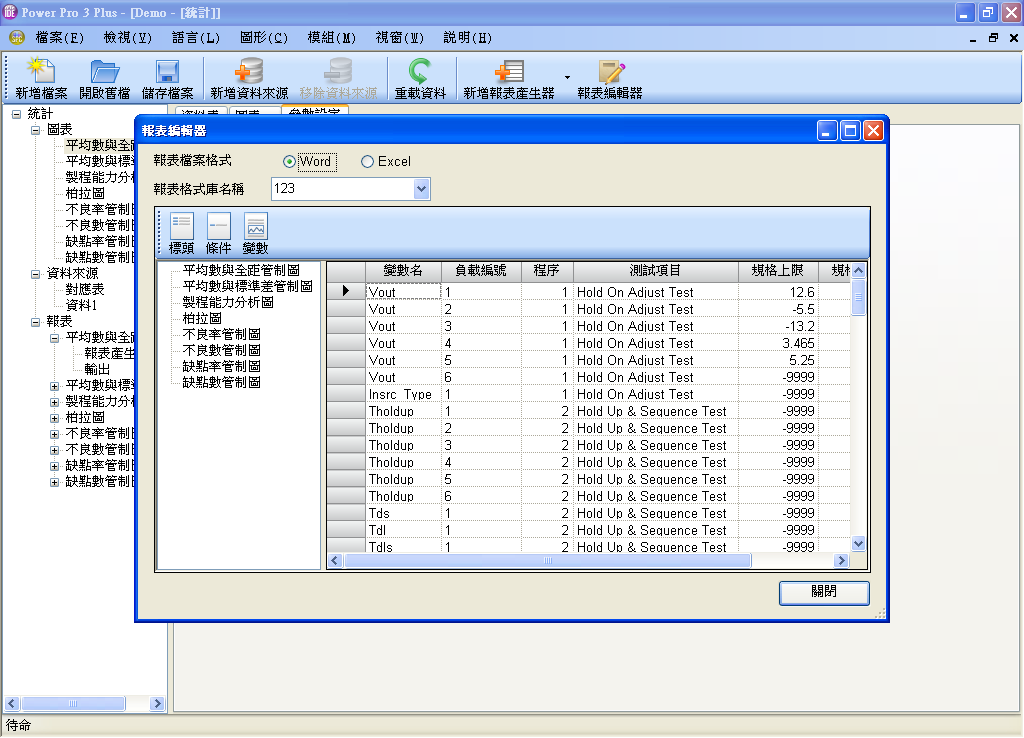 Power Pro 3 Plus - [Demo - [統計]]
檔案(F) 檢視(V) 語言(L) 圖形(C) 模組(M) 視窗(W) 說明(H)
新增檔案 開啟舊檔 儲存檔案 新增資料來源 移除資料來源 重載資料 新增報表產生器 報表編輯器
資料表 圖表 參數設定
統計
圖表
平均數與全距
平均數與標準
製程能力分析
柏拉圖
不良率管制圖
不良數管制圖
缺點率管制圖
缺點數管制圖
資料來源
對應表
資料1
報表
平均數與全距
報表產生
輸出
平均數與標準
製程能力分析
柏拉圖
不良率管制圖
不良數管制圖
缺點率管制圖
缺點數管制圖
報表編輯器
報表檔案格式 Word Excel
報表格式庫名稱 123
標頭 條件 變數
平均數與全距管制圖
平均數與標準差管制圖
製程能力分析圖
柏拉圖
不良率管制圖
不良數管制圖
缺點率管制圖
缺點數管制圖
變數名 負載編號 程序 測試項目 規格上限 規格
Vout 1 1 Hold On Adjust Test 12.6
Vout 2 1 Hold On Adjust Test -5.5
Vout 3 1 Hold On Adjust Test -13.2
Vout 4 1 Hold On Adjust Test 3.465
Vout 5 1 Hold On Adjust Test 5.25
Vout 6 1 Hold On Adjust Test -9999
Insrc_Type 1 1 Hold On Adjust Test -9999
Tholdup 1 2 Hold Up & Sequence Test -9999
Tholdup 2 2 Hold Up & Sequence Test -9999
Tholdup 3 2 Hold Up & Sequence Test -9999
Tholdup 4 2 Hold Up & Sequence Test -9999
Tholdup 5 2 Hold Up & Sequence Test -9999
Tholdup 6 2 Hold Up & Sequence Test -9999
Tds 1 2 Hold Up & Sequence Test -9999
Tdl 1 2 Hold Up & Sequence Test -9999
Tdls 1 2 Hold Up & Sequence Test -9999
關閉
待命